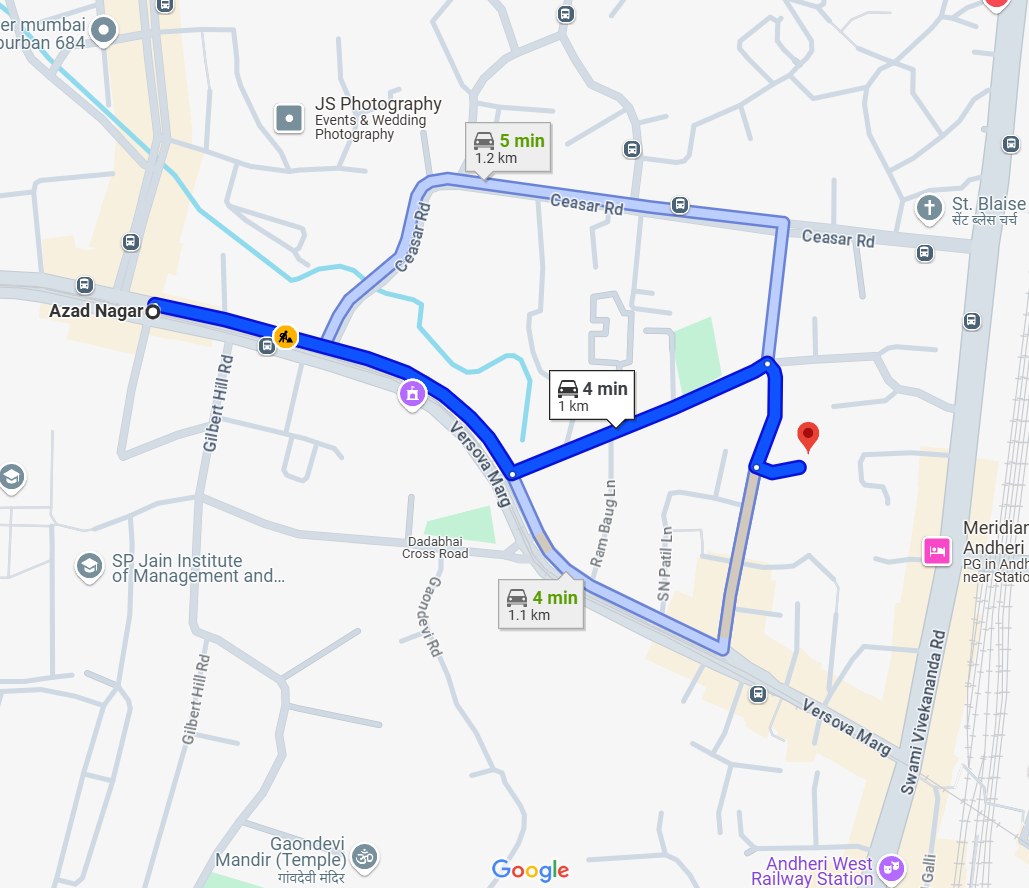 er mumbai
ourban 684
JS Photography
Events & Wedding
Photography
5 min
1.2 km
Ceasar Rd
Ceasar Rd
St. Blaise
सेंट ब्लेस चर्च
Ceasar Rd
Azad Nagar
Gilbert Hill Rd
4 min
1 km
Versova Marg
Ram Baug Ln
SN Patil Ln
Dadabhai
Cross Road
Meridian
Andheri
PG in Andh
near Statio
SP Jain Institute
of Management and...
4 min
1.1 km
Gaondevi Rd
Gilbert Hill Rd
Swami Vivekananda Rd
Versova Marg
Gaondevi
Mandir (Temple)
गांवदेवी मंदिर
Google
Andheri West
Railway Station
Galli